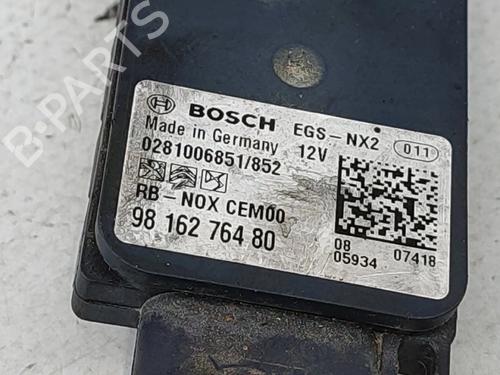 BOSCH EGS-NX2 011
Made in Germany 12V
0281006851/852
RB-NOX CEM00
98 162 764 80
08
05934 07418
B-Parts